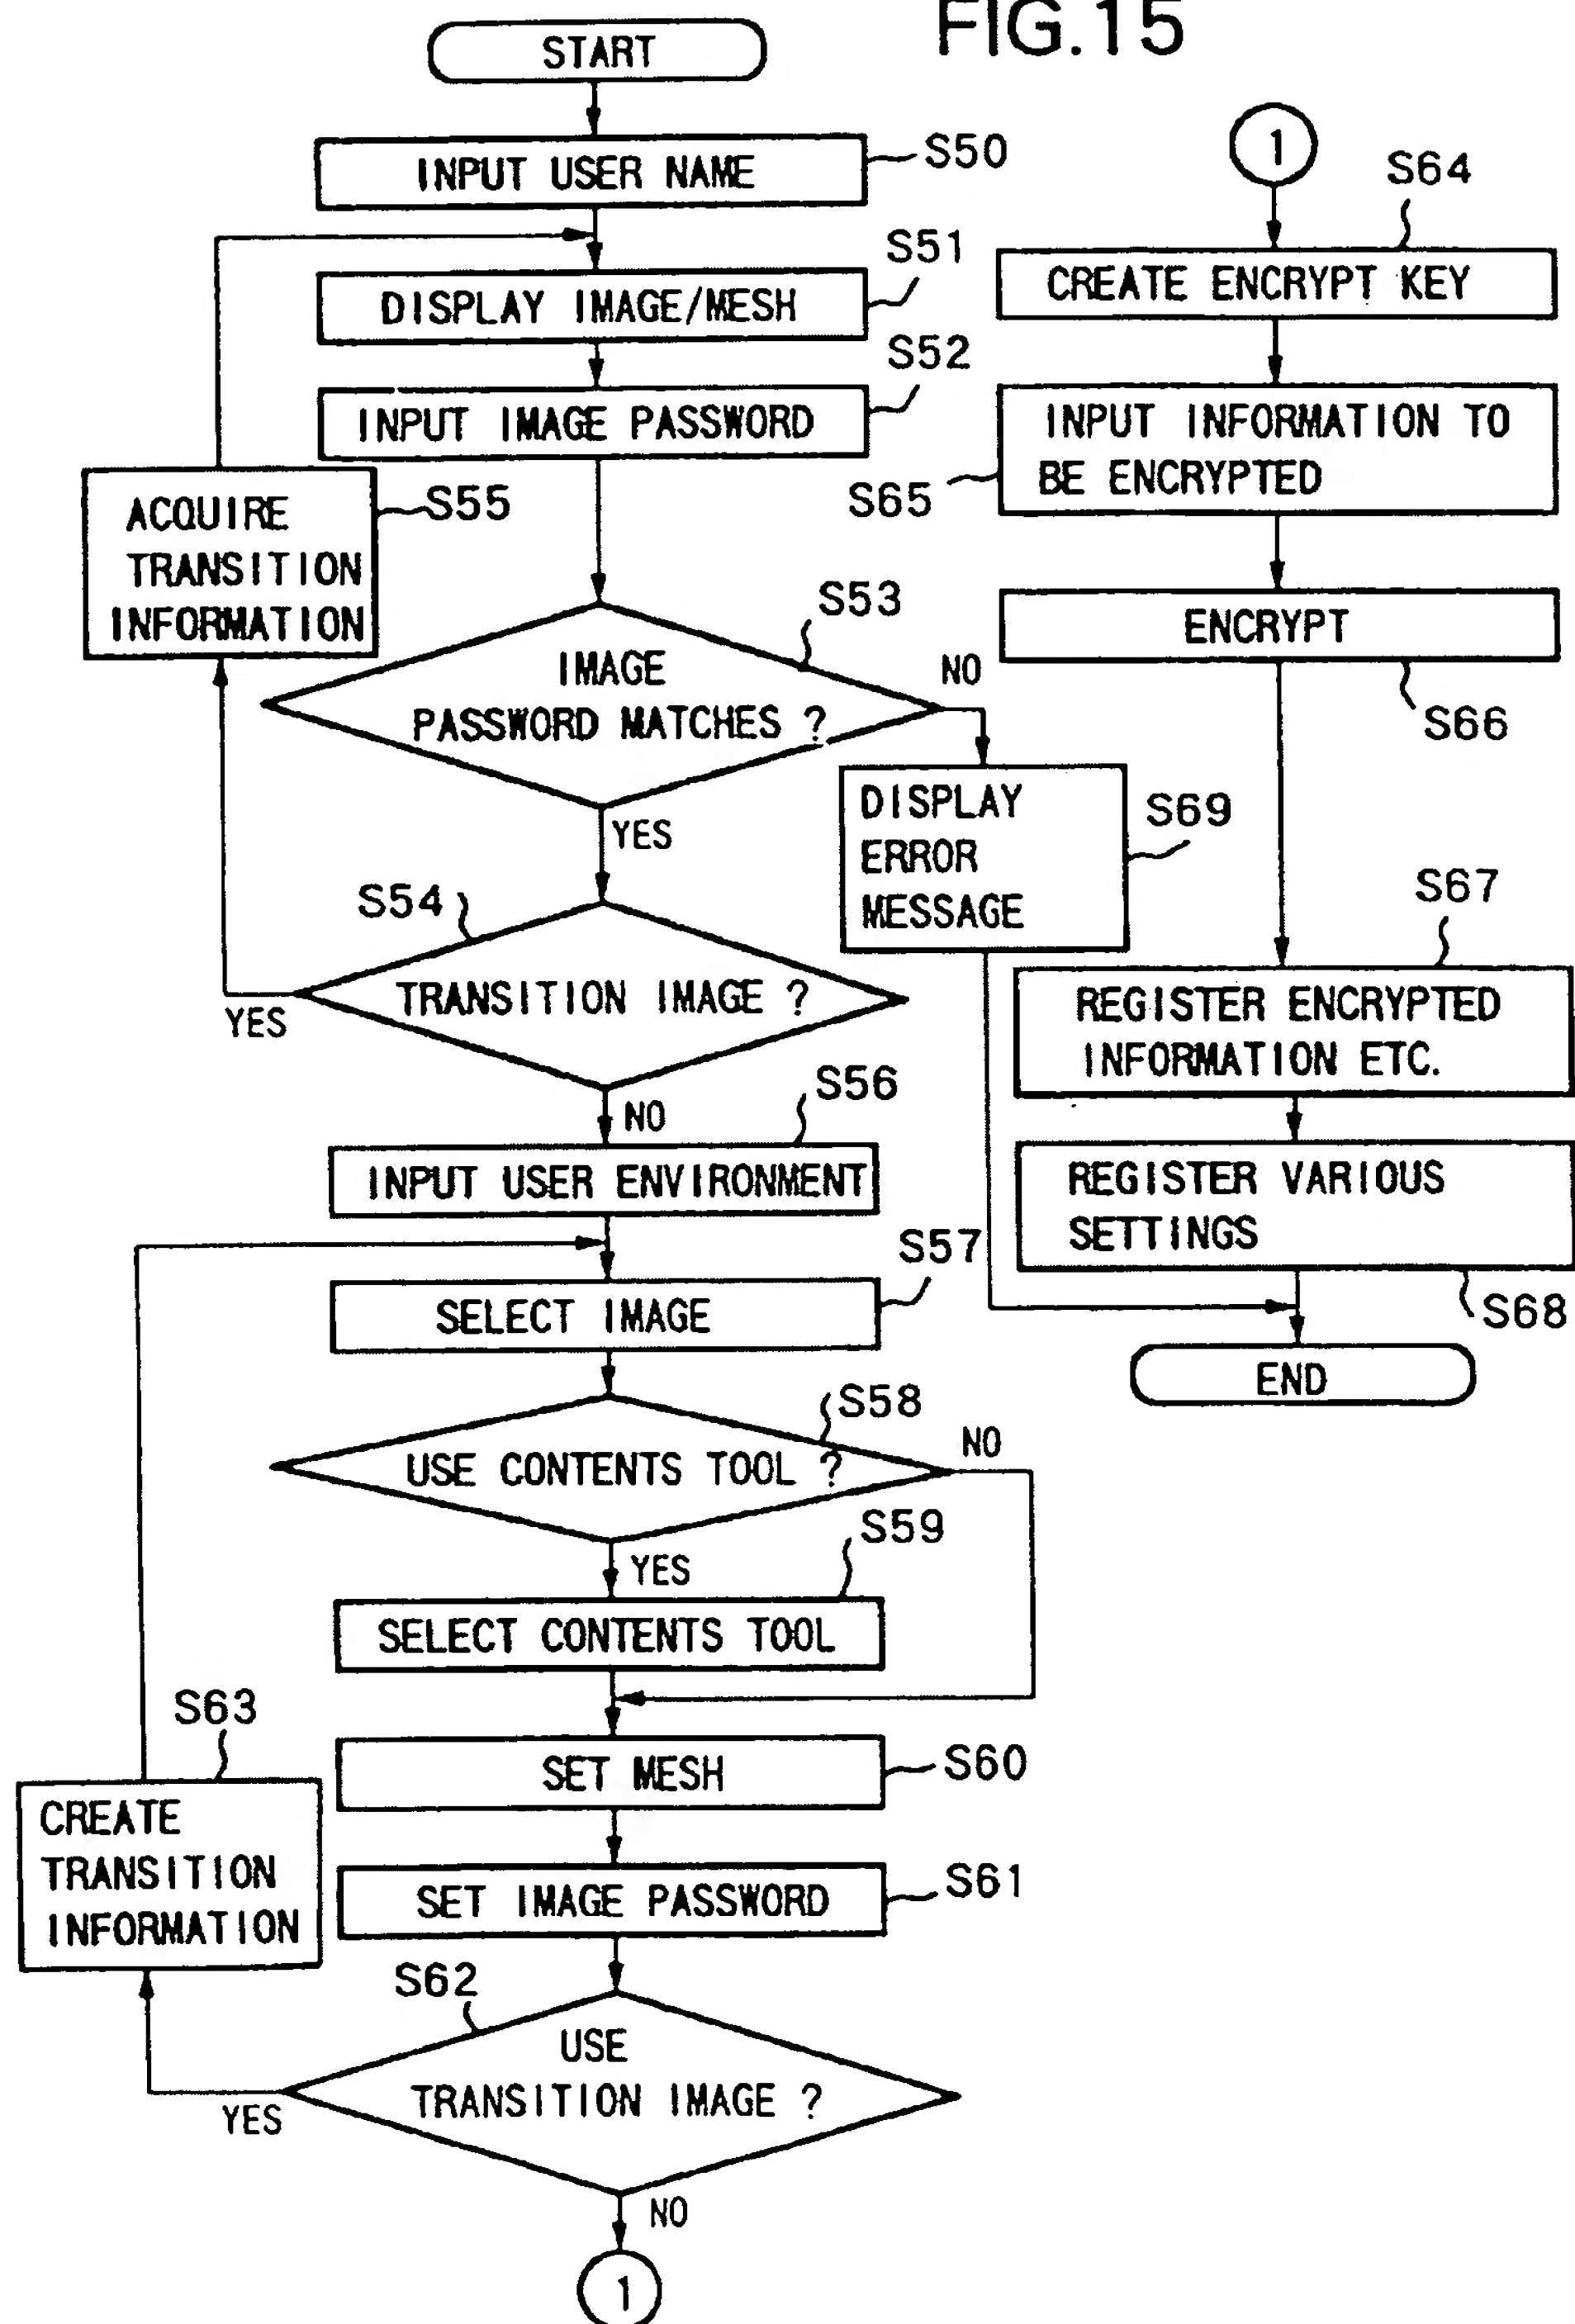 FIG.15
START
INPUT USER NAME
S50
DISPLAY IMAGE/MESH
S51
INPUT IMAGE PASSWORD
S52
ACQUIRE
TRANSITION
INFORMATION
S55
IMAGE
PASSWORD MATCHES ?
S53
NO
YES
DISPLAY
ERROR
MESSAGE
S69
S54
TRANSITION IMAGE ?
YES
NO
S56
INPUT USER ENVIRONMENT
S57
SELECT IMAGE
S58
USE CONTENTS TOOL ?
NO
YES
S59
SELECT CONTENTS TOOL
SET MESH
S60
S63
CREATE
TRANSITION
INFORMATION
SET IMAGE PASSWORD
S61
S62
USE
TRANSITION IMAGE ?
YES
NO
1
1
S64
CREATE ENCRYPT KEY
INPUT INFORMATION TO
BE ENCRYPTED
S65
ENCRYPT
S66
S67
REGISTER ENCRYPTED
INFORMATION ETC.
REGISTER VARIOUS
SETTINGS
S68
END